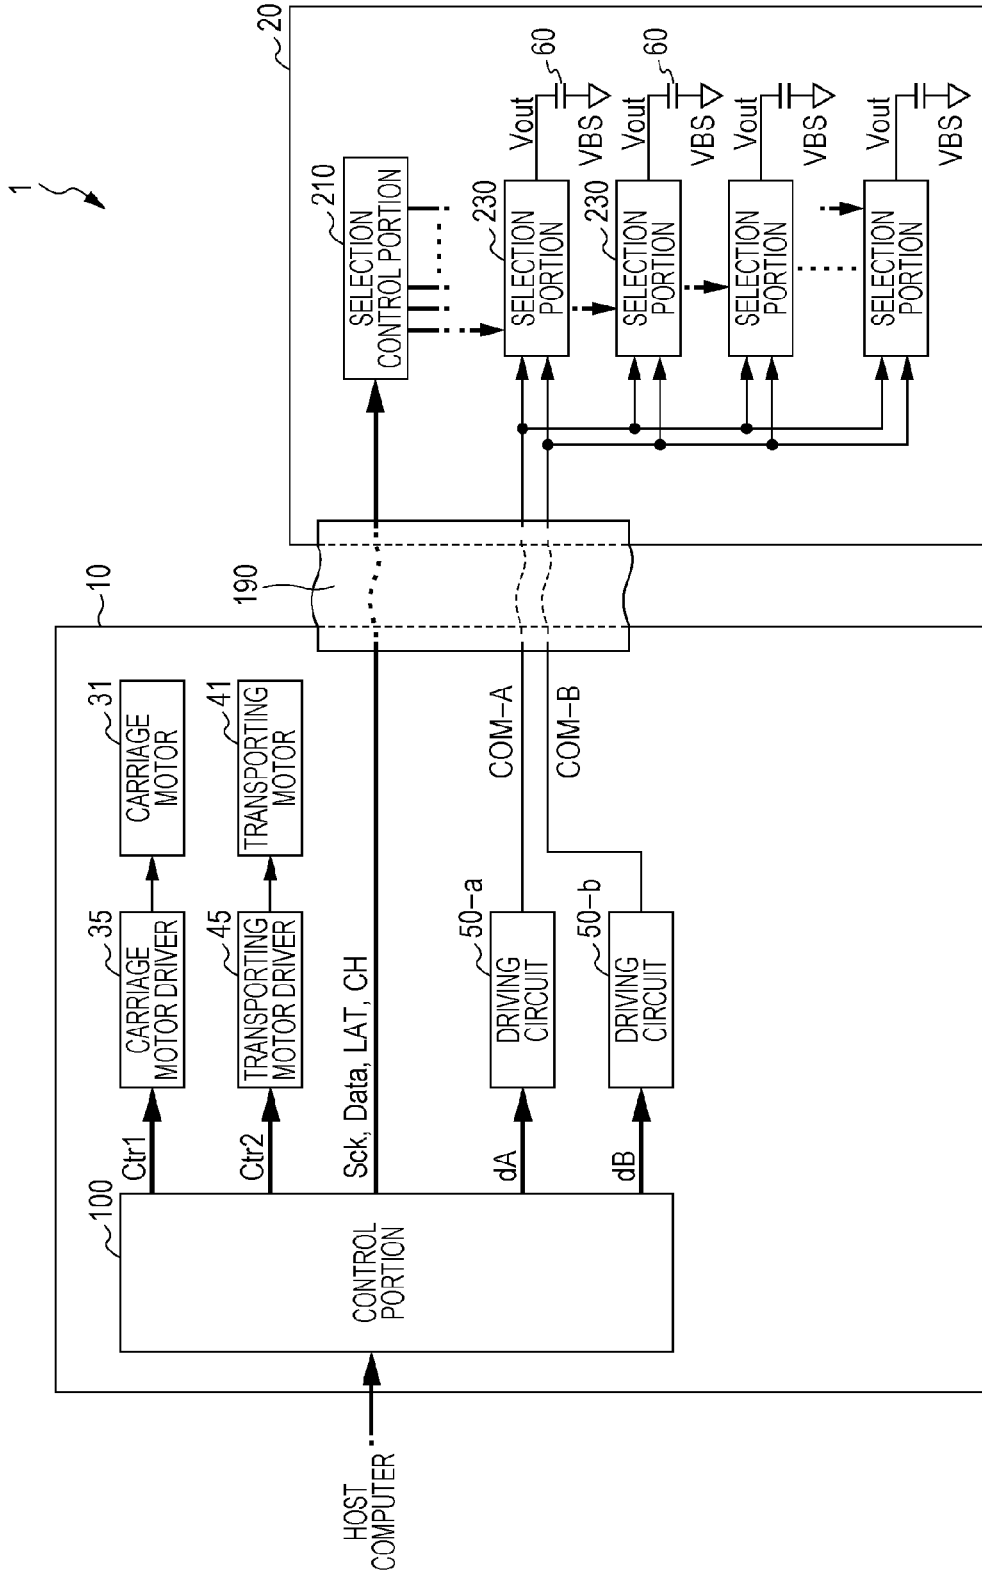 1
HOST
COMPUTER
10
100
CONTROL
PORTION
Ctr1
35
CARRIAGE
MOTOR DRIVER
31
CARRIAGE
MOTOR
Ctr2
45
TRANSPORTING
MOTOR DRIVER
41
TRANSPORTING
MOTOR
Sck, Data, LAT, CH
dA
50-a
DRIVING
CIRCUIT
COM-A
dB
50-b
DRIVING
CIRCUIT
COM-B
190
20
210
SELECTION
CONTROL PORTION
230
SELECTION
PORTION
Vout
60
VBS
230
SELECTION
PORTION
Vout
60
VBS
SELECTION
PORTION
Vout
VBS
SELECTION
PORTION
Vout
VBS